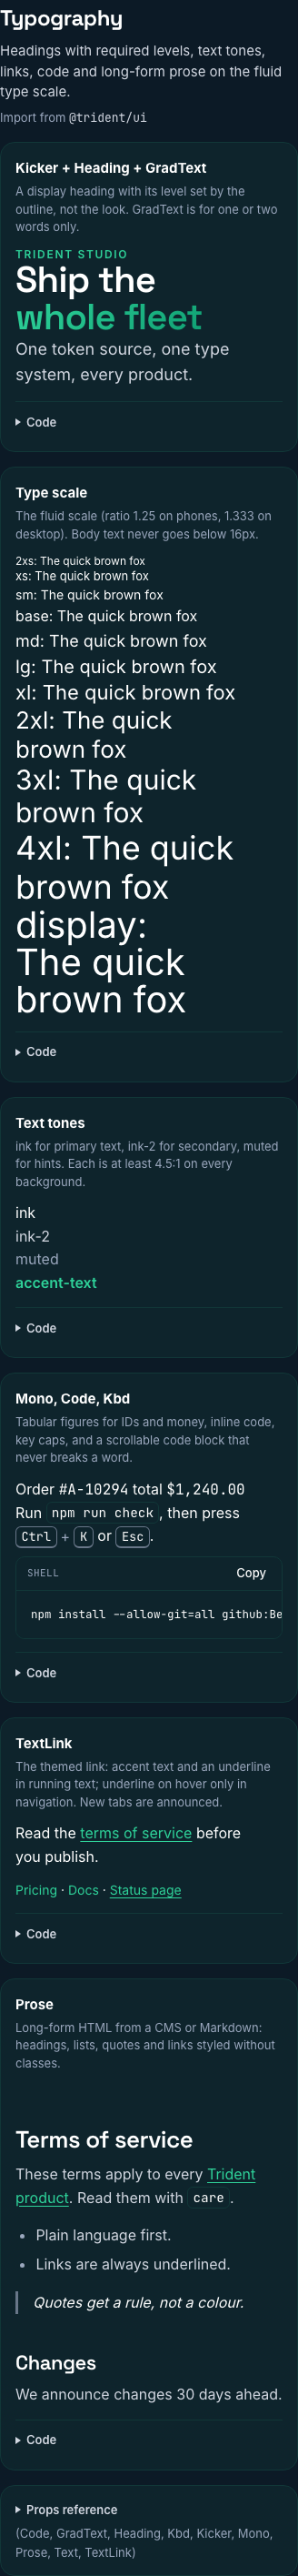 Typography
Headings with required levels, text tones,
links, code and long-form prose on the fluid
type scale.
Import from @trident/ui
Kicker + Heading + GradText
A display heading with its level set by the
outline, not the look. GradText is for one or two
words only.
TRIDENT STUDIO
Ship the
whole fleet
One token source, one type
system, every product.
Code
Type scale
The fluid scale (ratio 1.25 on phones, 1.333 on
desktop). Body text never goes below 16px.
2xs: The quick brown fox
xs: The quick brown fox
sm: The quick brown fox
base: The quick brown fox
md: The quick brown fox
lg: The quick brown fox
xl: The quick brown fox
2xl: The quick
brown fox
3xl: The quick
brown fox
4xl: The quick
brown fox
display:
The quick
brown fox
Code
Text tones
ink for primary text, ink-2 for secondary, muted
for hints. Each is at least 4.5:1 on every
background.
ink
ink-2
muted
accent-text
Code
Mono, Code, Kbd
Tabular figures for IDs and money, inline code,
key caps, and a scrollable code block that
never breaks a word.
Order #A-10294 total $1,240.00
Run npm run check, then press
Ctrl + K or Esc.
SHELL Copy
npm install --allow-git=all github:Be
Code
TextLink
The themed link: accent text and an underline
in running text; underline on hover only in
navigation. New tabs are announced.
Read the terms of service before
you publish.
Pricing · Docs · Status page
Code
Prose
Long-form HTML from a CMS or Markdown:
headings, lists, quotes and links styled without
classes.
Terms of service
These terms apply to every Trident
product. Read them with care.
• Plain language first.
• Links are always underlined.
Quotes get a rule, not a colour.
Changes
We announce changes 30 days ahead.
Code
Props reference
(Code, GradText, Heading, Kbd, Kicker, Mono,
Prose, Text, TextLink)